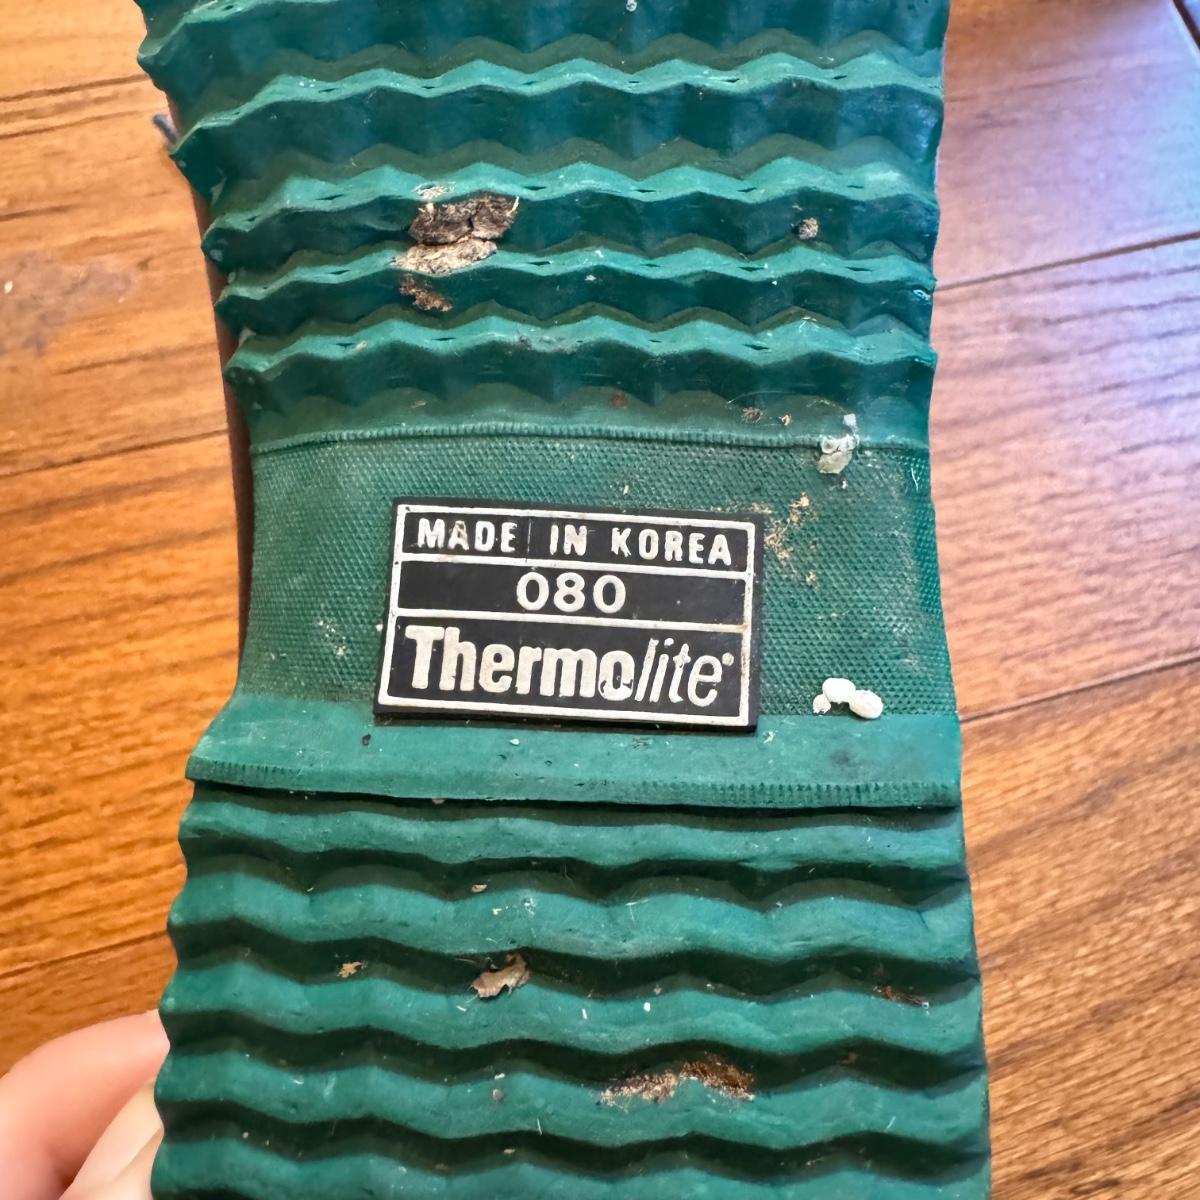 MADE IN KOREA
080
Thermolite